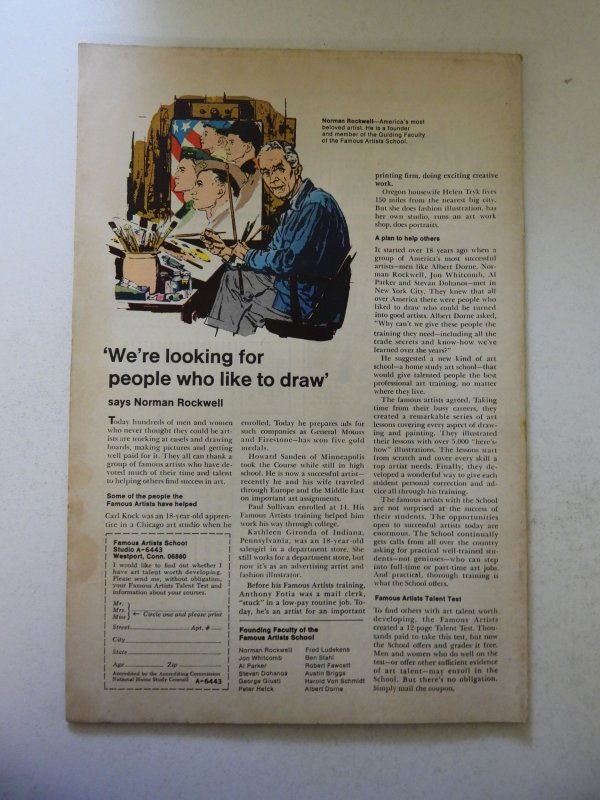 Norman Rockwell—America's most
beloved artist. He is a founder
and member of the Guiding Faculty
of the Famous Artists School.
'We're looking for
people who like to draw'
says Norman Rockwell
Today hundreds of men and women
who never thought they could be art-
ists are working at easels and drawing
boards, making pictures and getting
well paid for it. They all can thank a
group of famous artists who have de-
voted much of their time and talent
to helping others find success in art.
Some of the people the
Famous Artists have helped
Carl Kock was an 18-year-old appren-
tice in a Chicago art studio when he
enrolled. Today he prepares ads for
such companies as General Motors
and Firestone—has won five gold
medals.
Howard Sanden of Minneapolis
took the Course while still in high
school. He is now a successful artist—
recently he and his wife traveled
through Europe and the Middle East
on important art assignments.
Paul Sullivan enrolled at 14. His
Famous Artists training helped him
work his way through college.
Kathleen Gironda of Indiana,
Pennsylvania, was an 18-year-old
salesgirl in a department store. She
still works for a department store, but
now it's as an advertising artist and
fashion illustrator.
Before his Famous Artists training,
Anthony Fotia was a mail clerk,
"stuck" in a low-pay routine job. To-
day, he's an artist for an important
printing firm, doing exciting creative
work.
Oregon housewife Helen Tryk lives
150 miles from the nearest big city.
But she does fashion illustration, has
her own studio, runs an art work
shop, does portraits.
A plan to help others
It started over 18 years ago when a
group of America's most successful
artists—men like Albert Dorne, Nor-
man Rockwell, Jon Whitcomb, Al
Parker and Stevan Dohanos—met in
New York City. They knew that all
over America there were people who
liked to draw who could be turned
into good artists. Albert Dorne asked,
"Why can't we give these people the
training they need—including all the
trade secrets and know-how we've
learned over the years?"
He suggested a new kind of art
school—a home study art school—that
would give talented people the best
professional art training, no matter
where they live.
The famous artists agreed. Taking
time from their busy careers, they
created a remarkable series of art
lessons covering every aspect of draw-
ing and painting. They illustrated
their lessons with over 5,000 "here's-
how" illustrations. The lessons start
from scratch and cover every skill a
top artist needs. Finally, they de-
veloped a wonderful way to give each
student personal correction and ad-
vice all through his training.
The famous artists with the School
are not surprised at the success of
their students. The opportunities
open to successful artists today are
enormous. The School continually
gets calls from all over the country
asking for practical well-trained stu-
dents—not geniuses—who can step
into full-time or part-time art jobs.
And practical, thorough training is
what the School offers.
Famous Artists Talent Test
To find others with art talent worth
developing, the Famous Artists
created a 12-page Talent Test. Thou-
sands paid to take this test, but now
the School offers and grades it free.
Men and women who do well on the
test—or offer other sufficient evidence
of art talent—may enroll in the
School. But there's no obligation.
Simply mail the coupon.
Famous Artists School
Studio A-6443
Westport, Conn. 06880
I would like to find out whether I
have art talent worth developing.
Please send me, without obligation,
your Famous Artists Talent Test and
information about your courses.
Mr.
Mrs.
Miss
← Circle one and please print
Street Apt. #
City
State
Age Zip
Accredited by the Accrediting Commission
National Home Study Council A-6443
Founding Faculty of the
Famous Artists School
Norman Rockwell
Jon Whitcomb
Al Parker
Stevan Dohanos
George Giusti
Peter Helck
Fred Ludekens
Ben Stahl
Robert Fawcett
Austin Briggs
Harold Von Schmidt
Albert Dorne